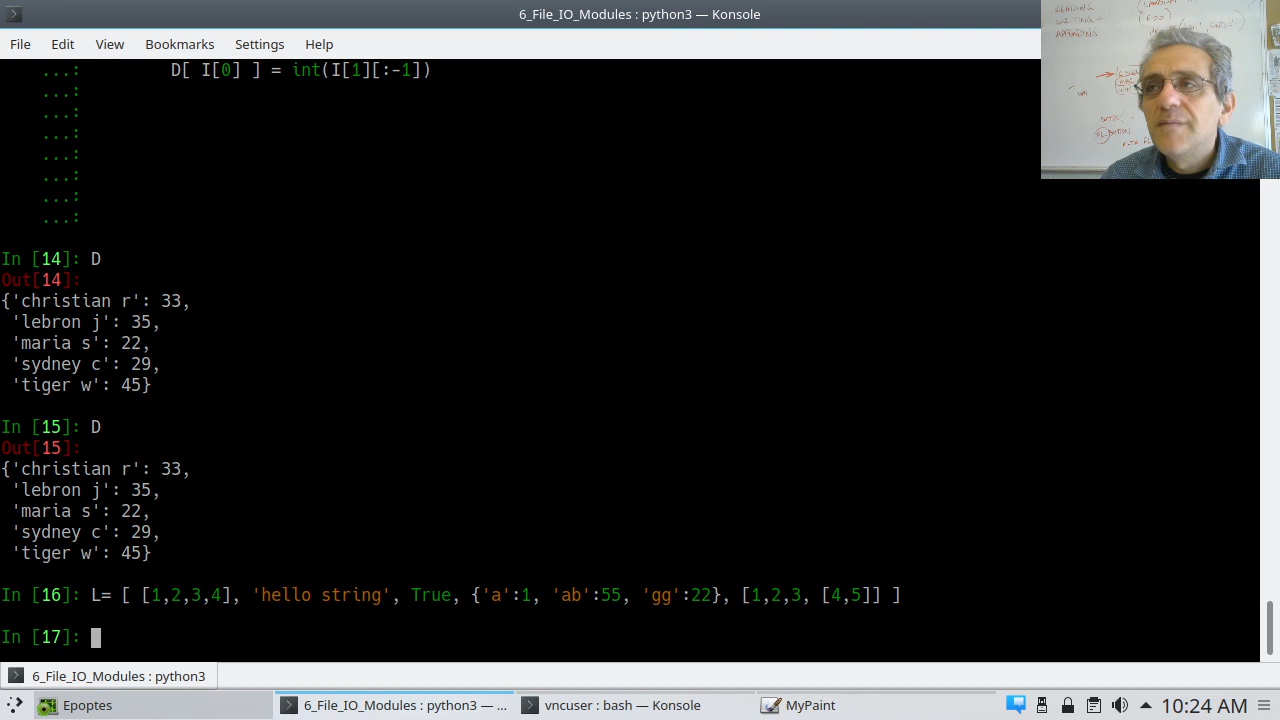 6_File_IO_Modules : python3 — Konsole
File Edit View Bookmarks Settings Help
READING
WRITING +
APPENDING
...: D[ I[0] ] = int(I[1][:-1])
...:
...:
...:
...:
...:
...:
...:
In [14]: D
Out[14]:
{'christian r': 33,
'lebron j': 35,
'maria s': 22,
'sydney c': 29,
'tiger w': 45}
In [15]: D
Out[15]:
{'christian r': 33,
'lebron j': 35,
'maria s': 22,
'sydney c': 29,
'tiger w': 45}
In [16]: L= [ [1,2,3,4], 'hello string', True, {'a':1, 'ab':55, 'gg':22}, [1,2,3, [4,5]] ]
In [17]:
6_File_IO_Modules : python3
Epoptes 6_File_IO_Modules : python3 — ... vncuser : bash — Konsole MyPaint 10:24 AM